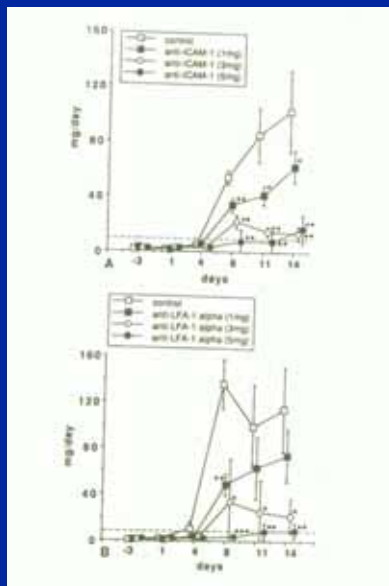 control
anti-ICAM-1 (1mg)
anti-ICAM-1 (3mg)
anti-ICAM-1 (5mg)
160
120
80
40
0
mg/day
-3 1 4 8 11 14
A
days
control
anti-LFA-1 alpha (1mg)
anti-LFA-1 alpha (3mg)
anti-LFA-1 alpha (5mg)
160
120
80
40
0
mg/day
-3 1 4 8 11 14
B
days